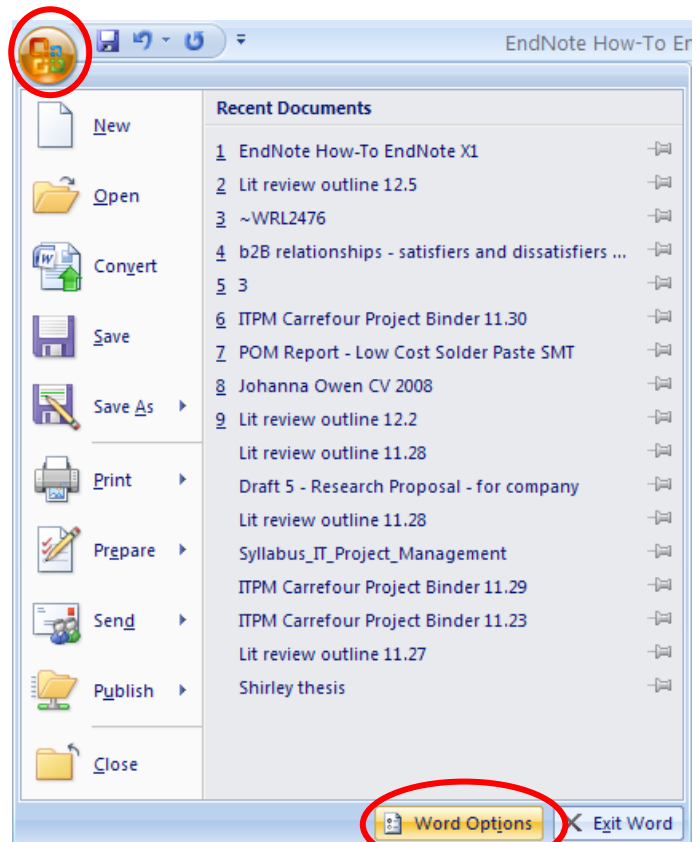 EndNote How-To En
New
Open
Convert
Save
Save As
Print
Prepare
Send
Publish
Close
Recent Documents
1 EndNote How-To EndNote X1
2 Lit review outline 12.5
3 ~WRL2476
4 b2B relationships - satisfiers and dissatisfiers ...
5 3
6 ITPM Carrefour Project Binder 11.30
7 POM Report - Low Cost Solder Paste SMT
8 Johanna Owen CV 2008
9 Lit review outline 12.2
Lit review outline 11.28
Draft 5 - Research Proposal - for company
Lit review outline 11.28
Syllabus_IT_Project_Management
ITPM Carrefour Project Binder 11.29
ITPM Carrefour Project Binder 11.23
Lit review outline 11.27
Shirley thesis
Word Options
Exit Word